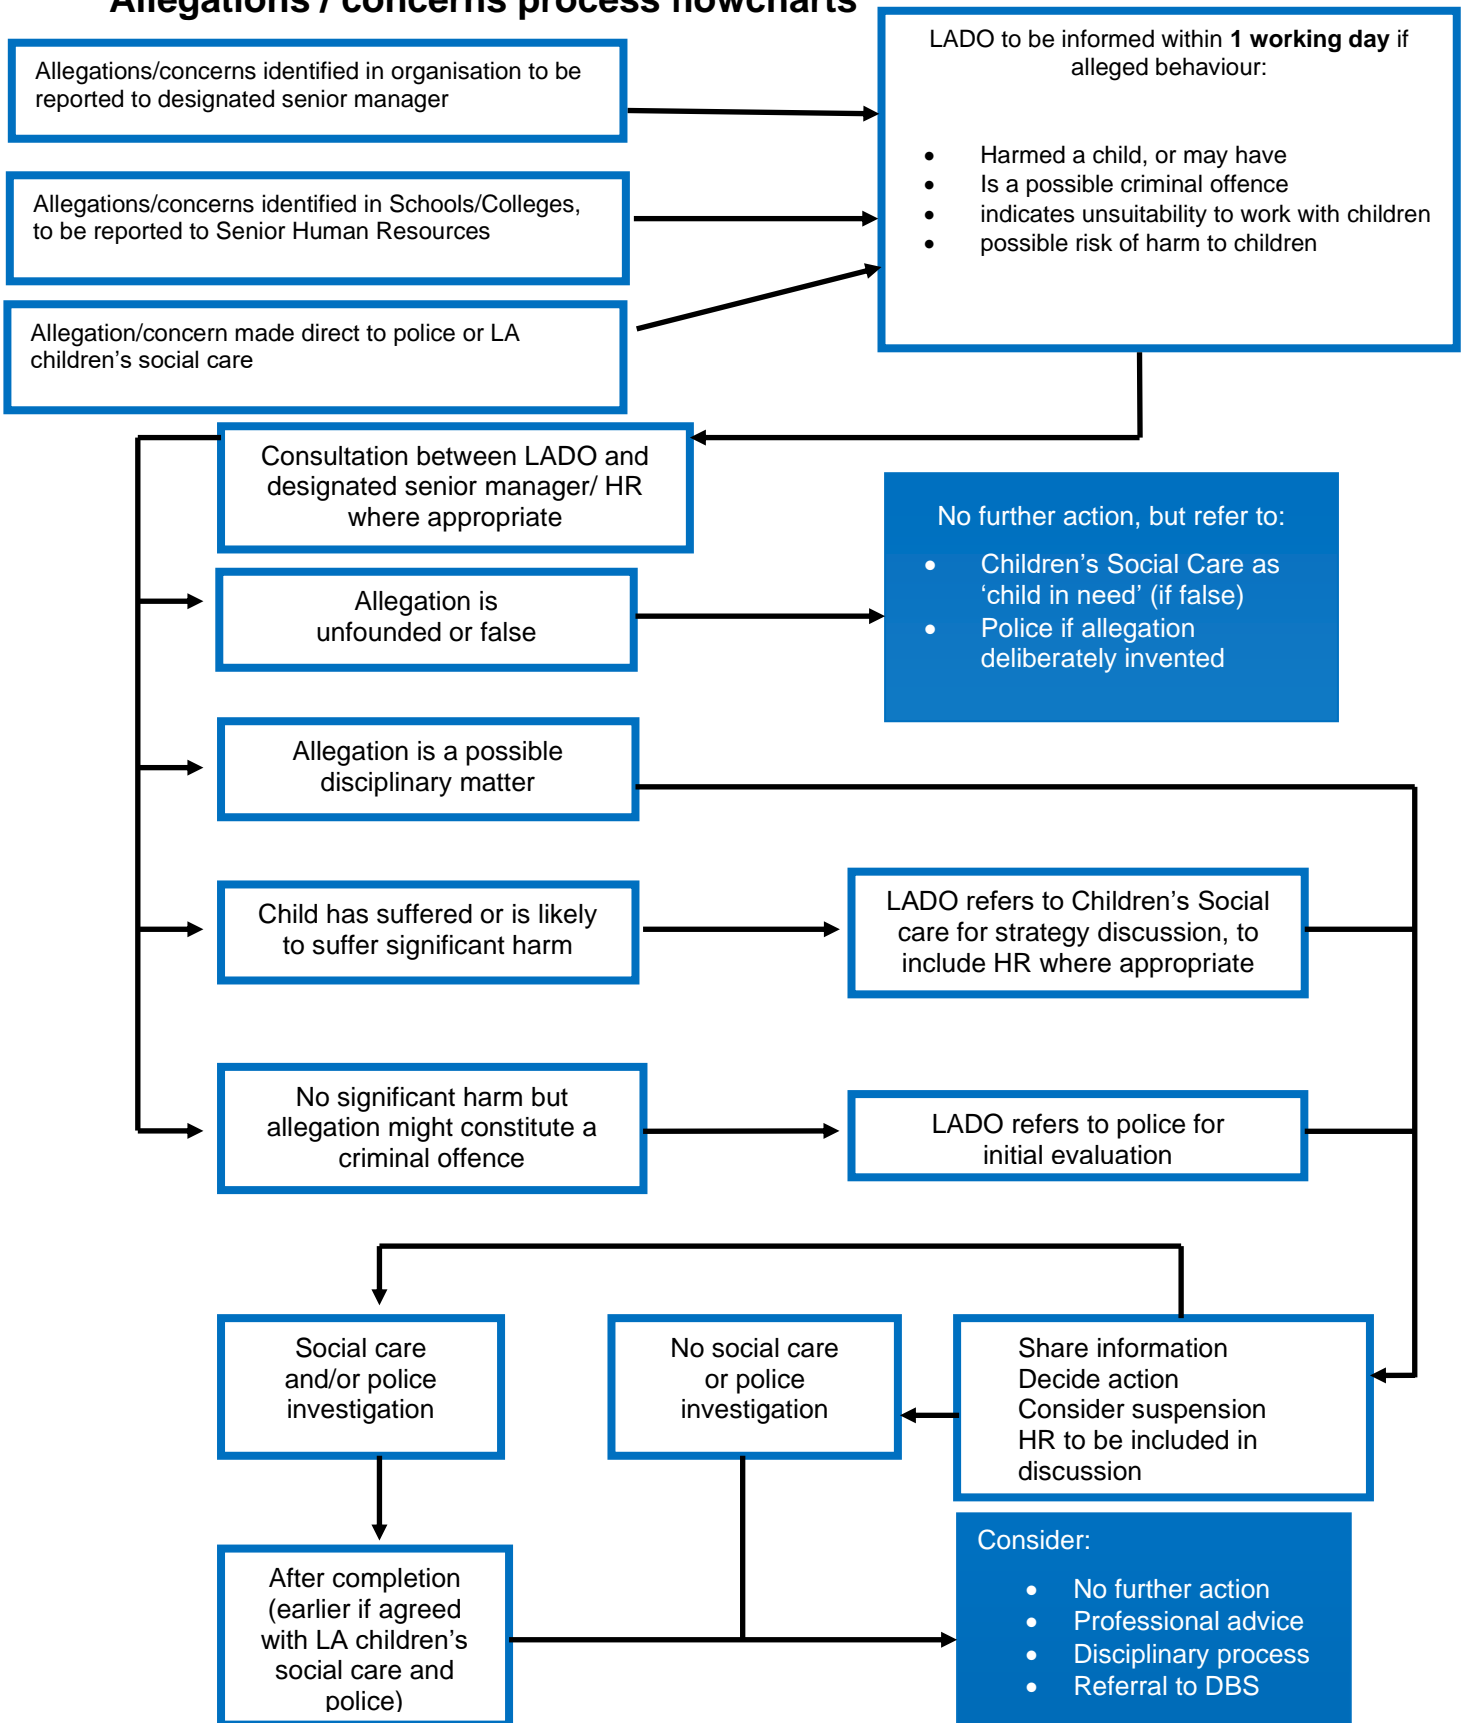 Allegations / concerns process flowcharts
Allegations/concerns identified in organisation to be
reported to designated senior manager
Allegations/concerns identified in Schools/Colleges,
to be reported to Senior Human Resources
Allegation/concern made direct to police or LA
children's social care
LADO to be informed within 1 working day if
alleged behaviour:
• Harmed a child, or may have
• Is a possible criminal offence
• indicates unsuitability to work with children
• possible risk of harm to children
Consultation between LADO and
designated senior manager/ HR
where appropriate
Allegation is
unfounded or false
No further action, but refer to:
• Children's Social Care as
'child in need' (if false)
• Police if allegation
deliberately invented
Allegation is a possible
disciplinary matter
Child has suffered or is likely
to suffer significant harm
LADO refers to Children's Social
care for strategy discussion, to
include HR where appropriate
No significant harm but
allegation might constitute a
criminal offence
LADO refers to police for
initial evaluation
Social care
and/or police
investigation
No social care
or police
investigation
Share information
Decide action
Consider suspension
HR to be included in
discussion
After completion
(earlier if agreed
with LA children's
social care and
police)
Consider:
• No further action
• Professional advice
• Disciplinary process
• Referral to DBS